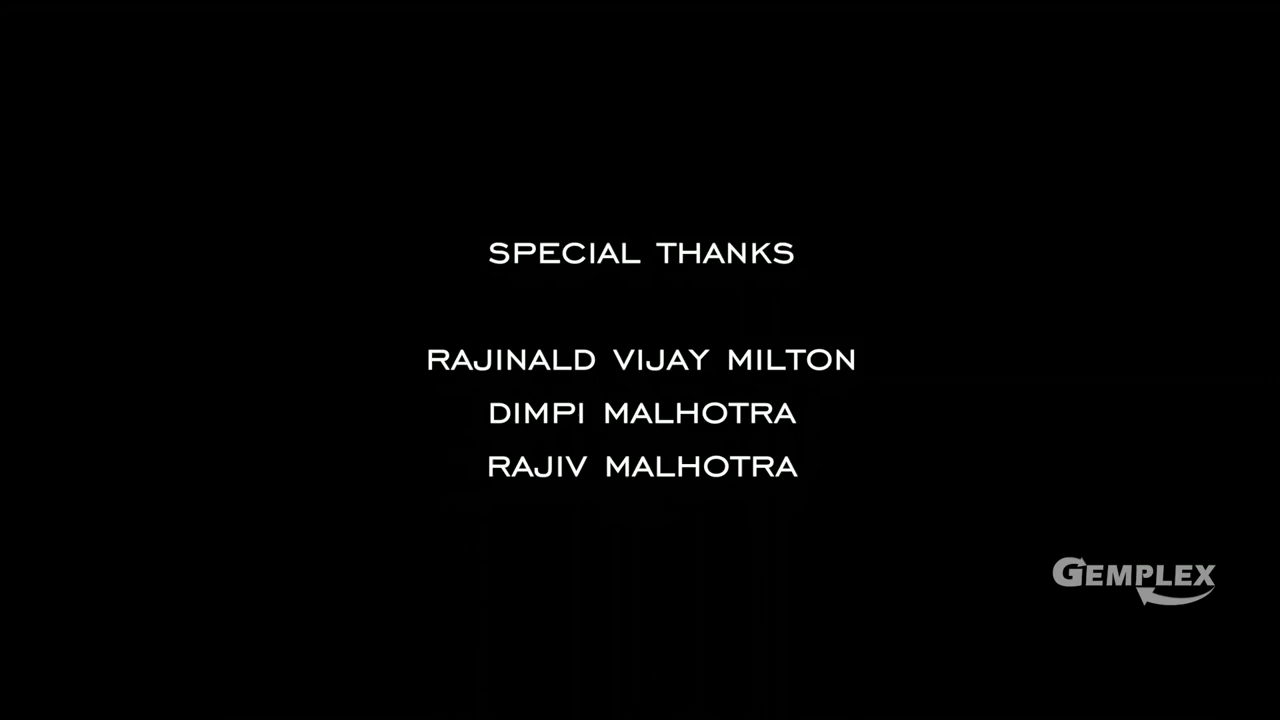 SPECIAL THANKS
RAJINALD VIJAY MILTON
DIMPI MALHOTRA
RAJIV MALHOTRA
GEMPLEX